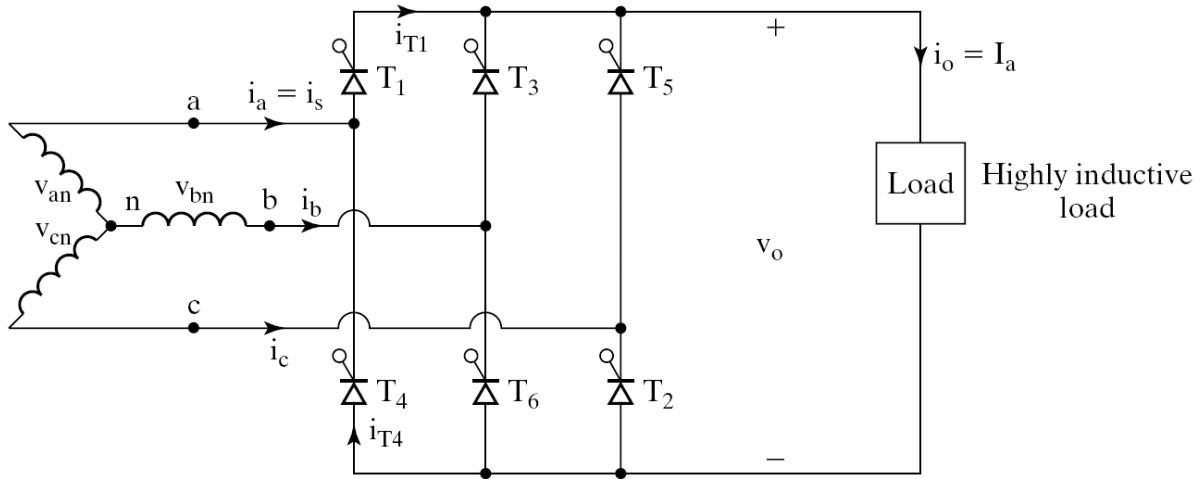 +
i_T1
i_o = I_a
T_1
T_3
T_5
a
i_a = i_s
v_an
n
v_bn
b
i_b
Load
Highly inductive
load
v_cn
v_o
c
i_c
T_4
T_6
T_2
i_T4
−